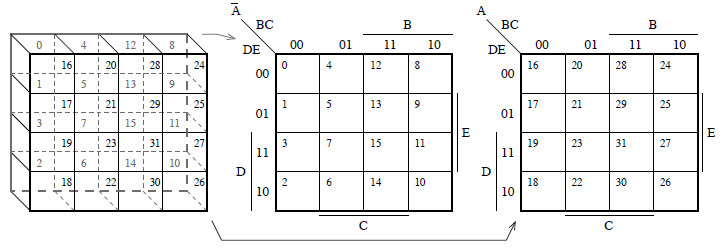 A̅ A
BC B BC B
DE 00 01 11 10 DE 00 01 11 10
0 4 12 8
16 20 28 24
00 0 4 12 8 00 16 20 28 24
1 5 13 9
17 21 29 25
01 1 5 13 9 01 17 21 29 25
E E
3 7 15 11
19 23 31 27
11 3 7 15 11 11 19 23 31 27
D D
2 6 14 10
18 22 30 26
10 2 6 14 10 10 18 22 30 26
C C